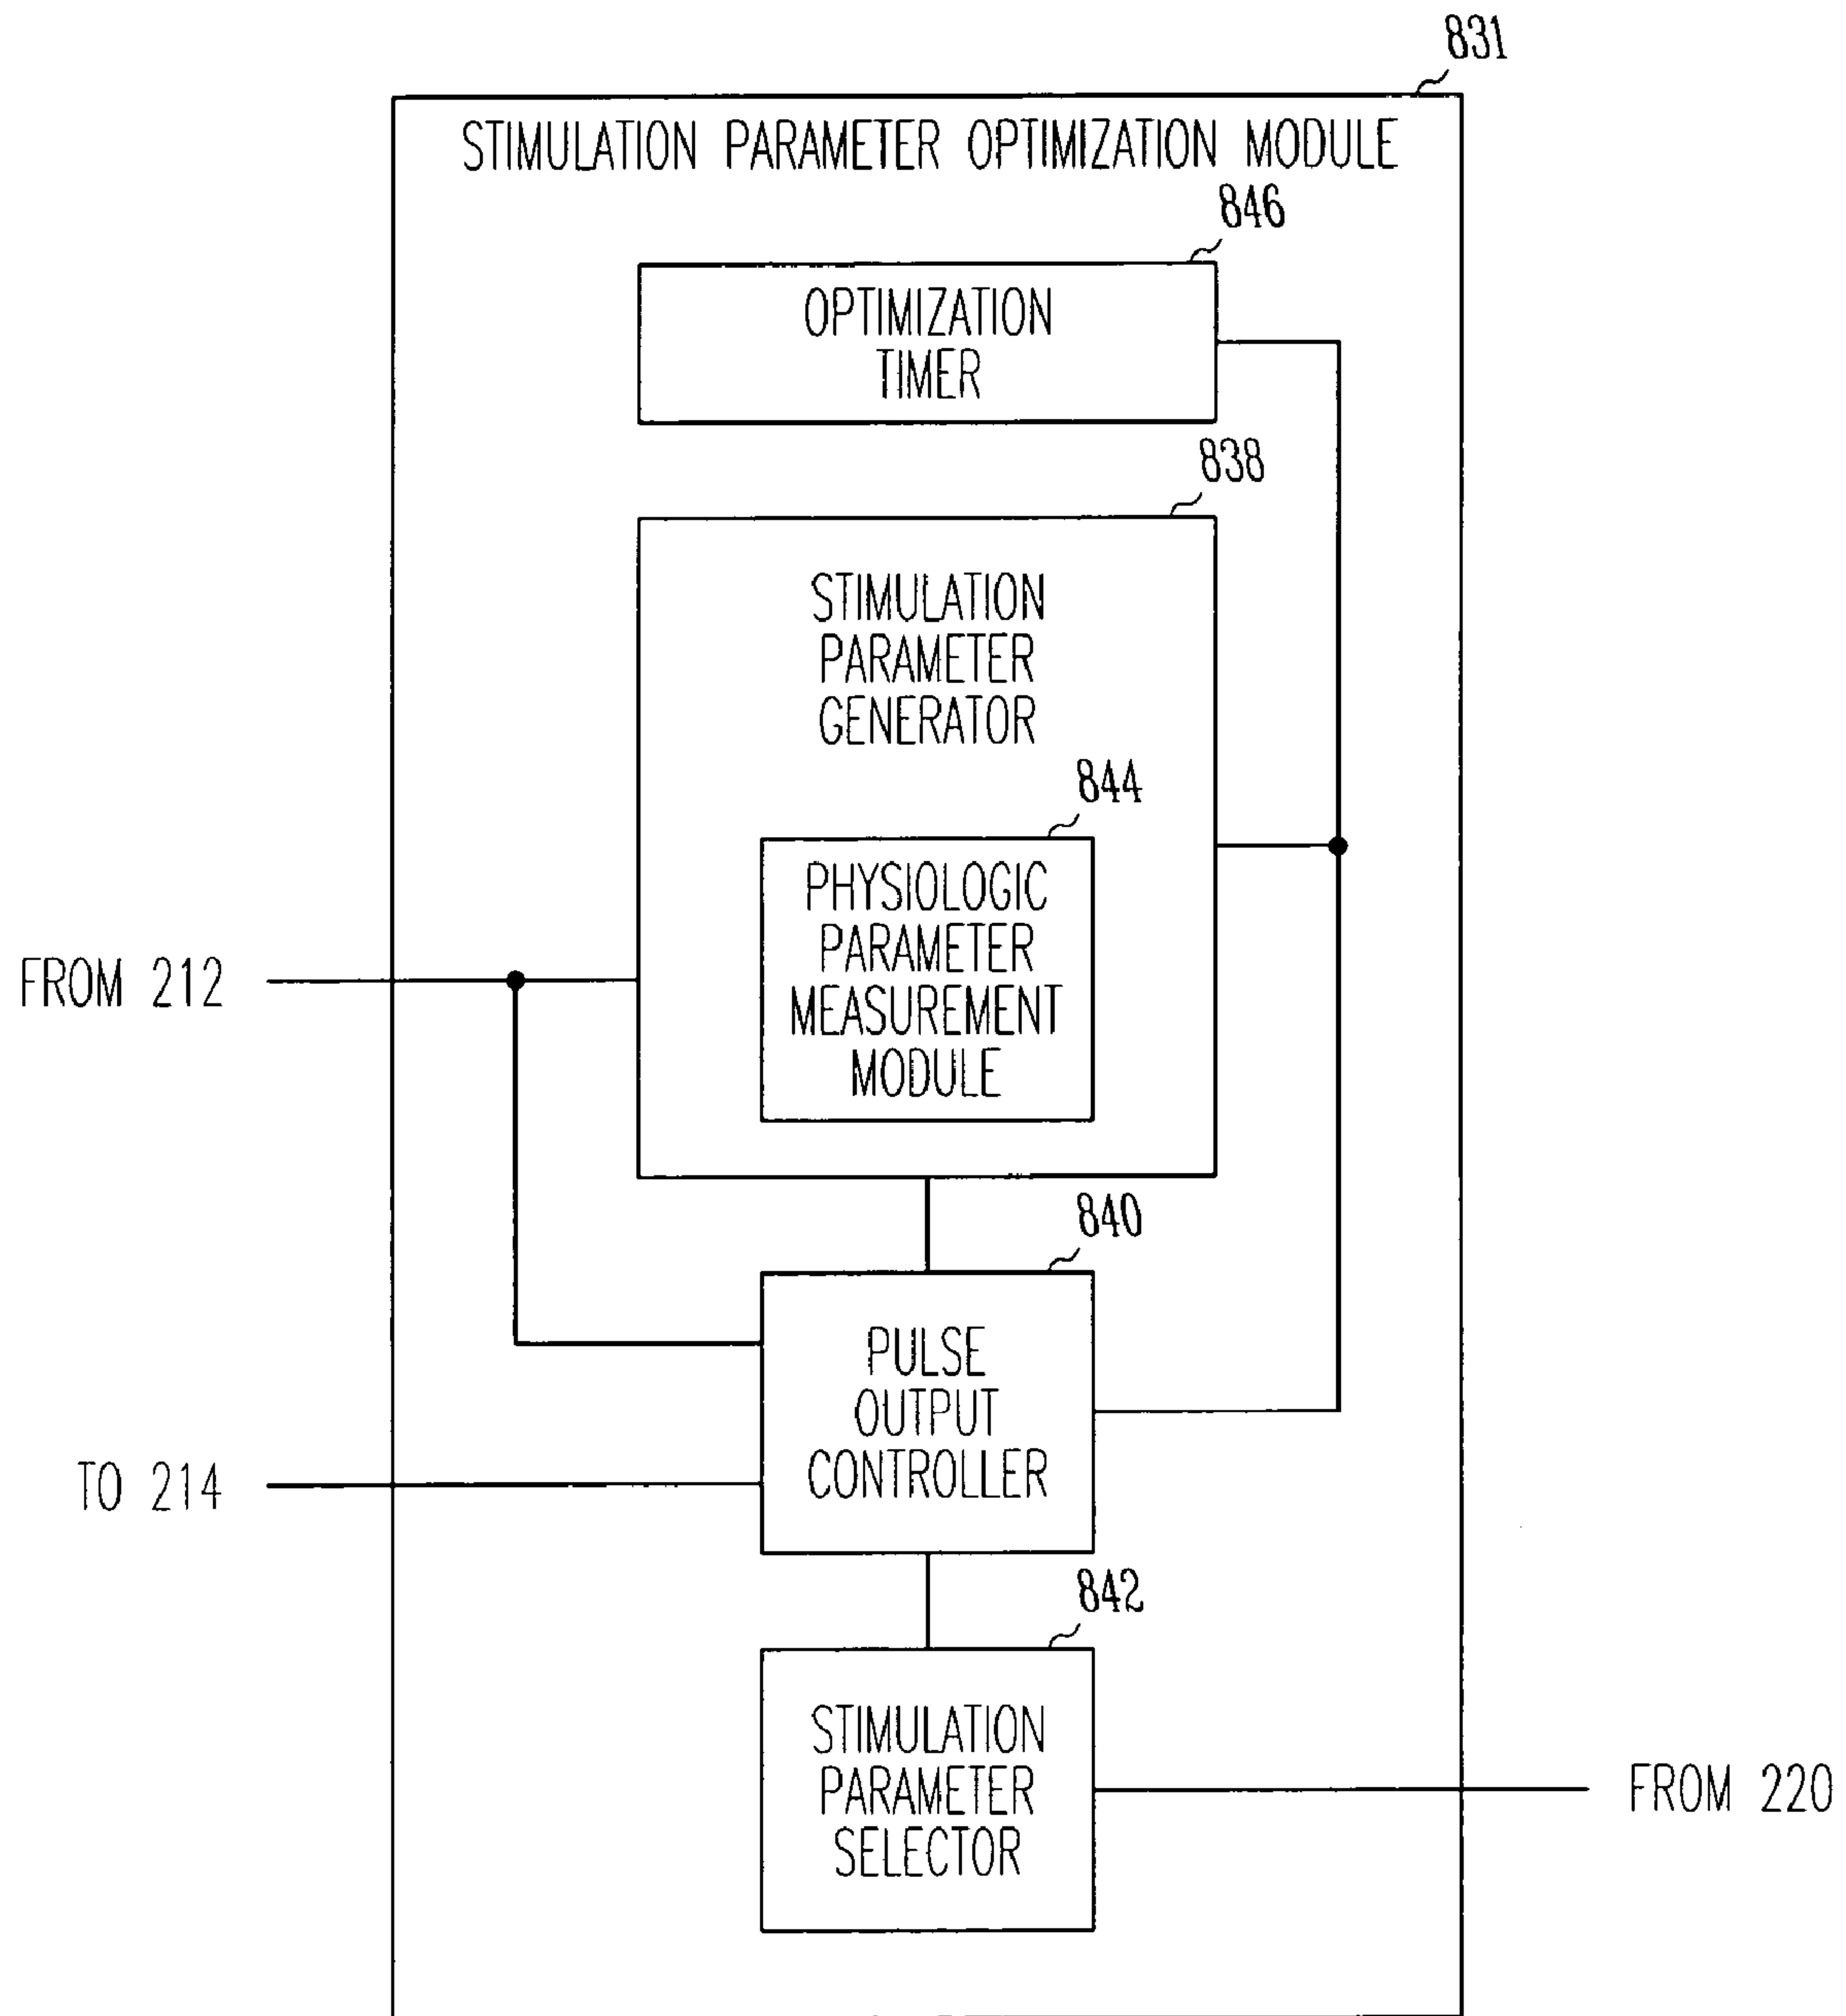 831
STIMULATION PARAMETER OPTIMIZATION MODULE
846
OPTIMIZATION
TIMER
838
STIMULATION
PARAMETER
GENERATOR
844
PHYSIOLOGIC
PARAMETER
MEASUREMENT
MODULE
FROM 212
840
PULSE
OUTPUT
CONTROLLER
TO 214
842
STIMULATION
PARAMETER
SELECTOR
FROM 220